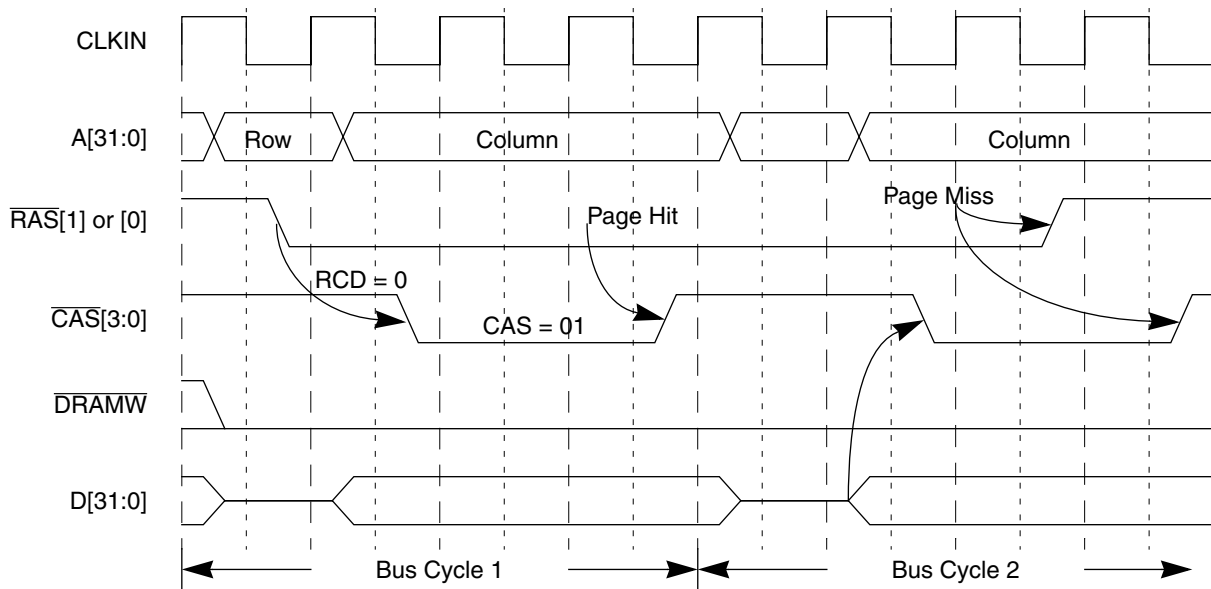 CLKIN
A[31:0]
Row
Column
Column
RAS[1] or [0]
Page Hit
Page Miss
RCD = 0
CAS[3:0]
CAS = 01
DRAMW
D[31:0]
Bus Cycle 1
Bus Cycle 2